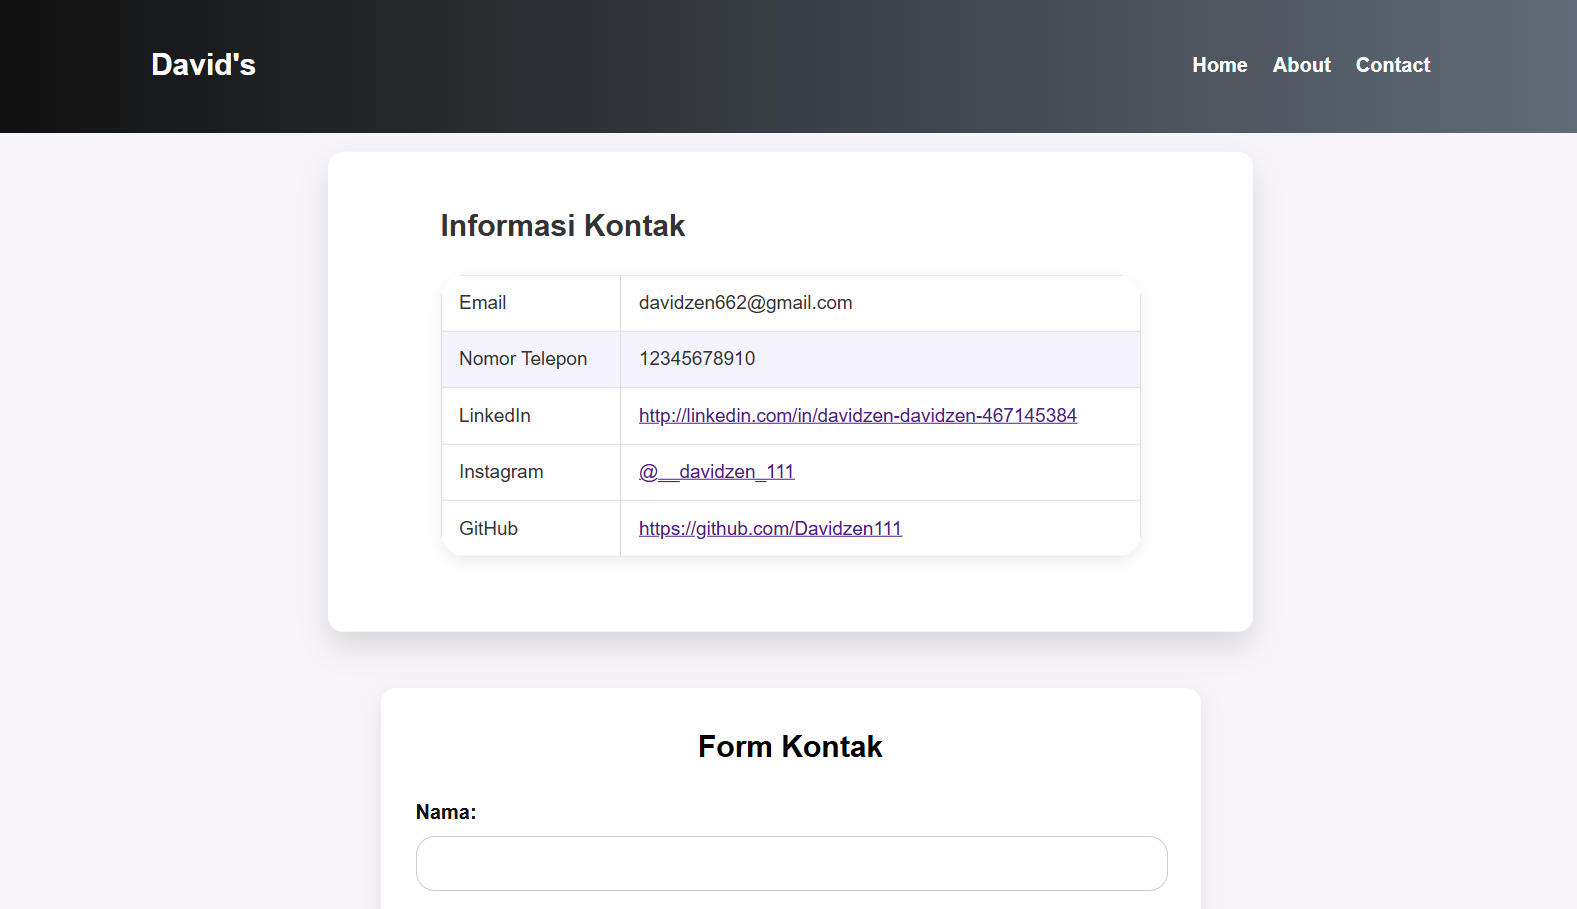 David's
Home About Contact
Informasi Kontak
Email davidzen662@gmail.com
Nomor Telepon 12345678910
LinkedIn http://linkedin.com/in/davidzen-davidzen-467145384
Instagram @__davidzen_111
GitHub https://github.com/Davidzen111
Form Kontak
Nama: